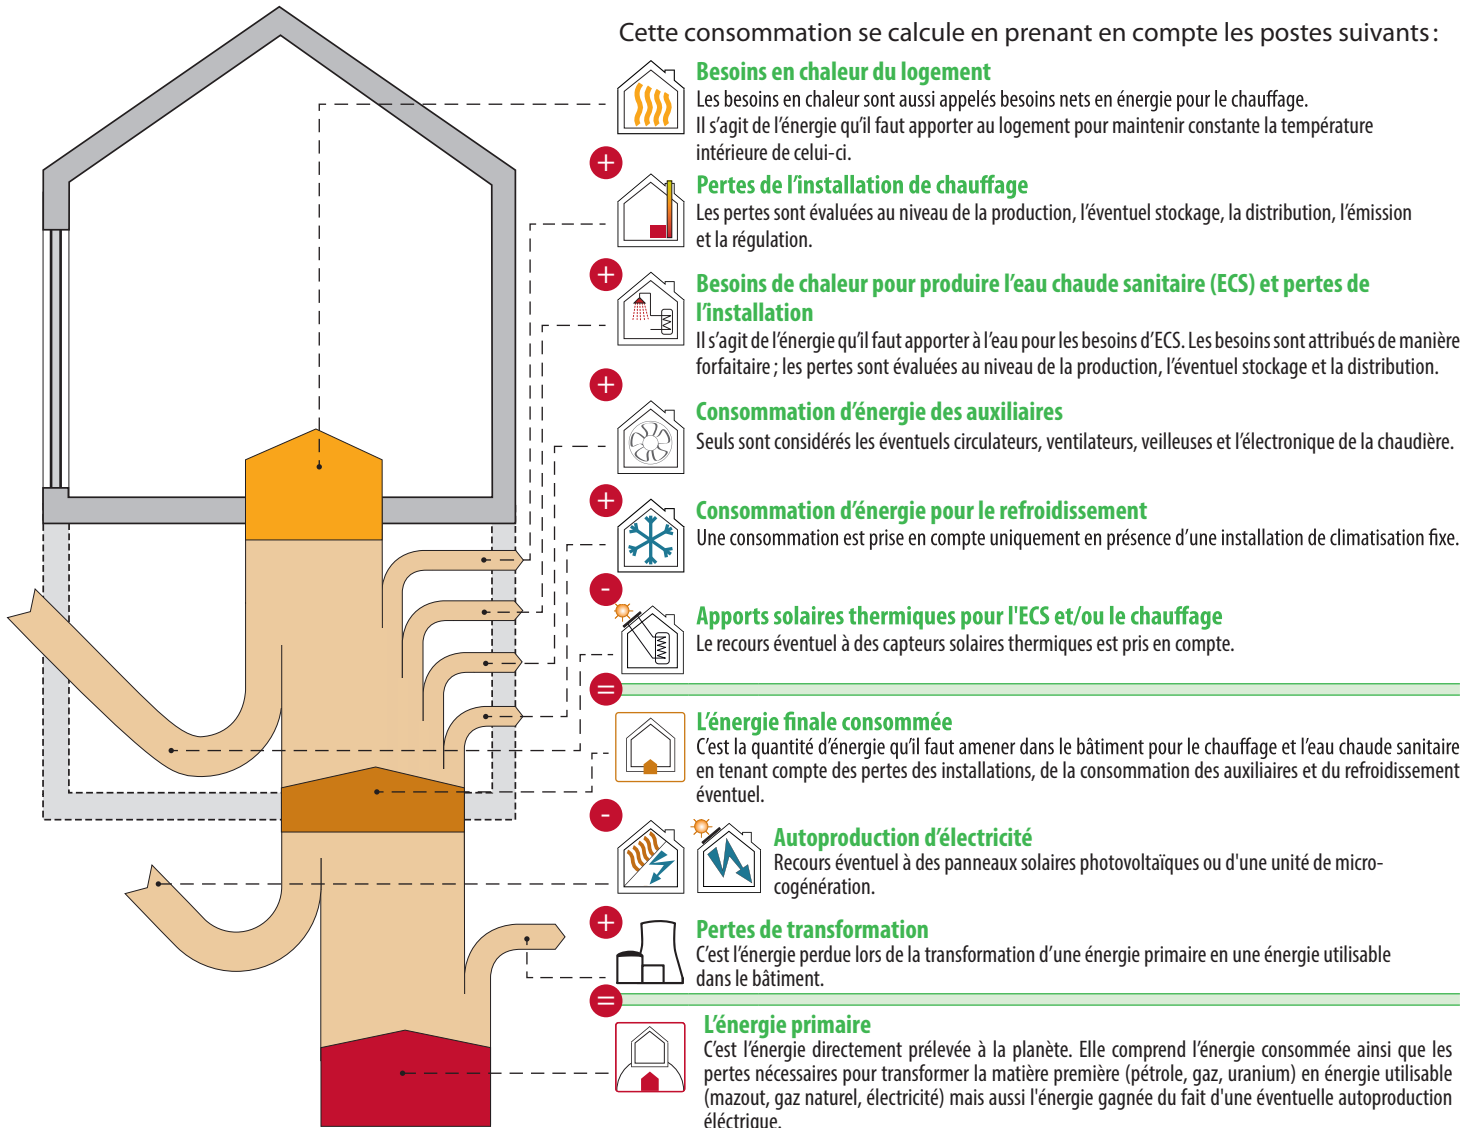 Cette consommation se calcule en prenant en compte les postes suivants :
Besoins en chaleur du logement
Les besoins en chaleur sont aussi appelés besoins nets en énergie pour le chauffage.
Il s’agit de l’énergie qu’il faut apporter au logement pour maintenir constante la température
intérieure de celui-ci.
+
Pertes de l’installation de chauffage
Les pertes sont évaluées au niveau de la production, l’éventuel stockage, la distribution, l’émission
et la régulation.
+
Besoins de chaleur pour produire l’eau chaude sanitaire (ECS) et pertes de
l’installation
Il s’agit de l’énergie qu’il faut apporter à l’eau pour les besoins d’ECS. Les besoins sont attribués de manière
forfaitaire ; les pertes sont évaluées au niveau de la production, l’éventuel stockage et la distribution.
+
Consommation d’énergie des auxiliaires
Seuls sont considérés les éventuels circulateurs, ventilateurs, veilleuses et l’électronique de la chaudière.
+
Consommation d’énergie pour le refroidissement
Une consommation est prise en compte uniquement en présence d’une installation de climatisation fixe.
-
Apports solaires thermiques pour l'ECS et/ou le chauffage
Le recours éventuel à des capteurs solaires thermiques est pris en compte.
=
L’énergie finale consommée
C’est la quantité d’énergie qu’il faut amener dans le bâtiment pour le chauffage et l’eau chaude sanitaire
en tenant compte des pertes des installations, de la consommation des auxiliaires et du refroidissement
éventuel.
-
Autoproduction d’électricité
Recours éventuel à des panneaux solaires photovoltaïques ou d'une unité de micro-
cogénération.
+
Pertes de transformation
C’est l’énergie perdue lors de la transformation d’une énergie primaire en une énergie utilisable
dans le bâtiment.
=
L’énergie primaire
C’est l’énergie directement prélevée à la planète. Elle comprend l’énergie consommée ainsi que les
pertes nécessaires pour transformer la matière première (pétrole, gaz, uranium) en énergie utilisable
(mazout, gaz naturel, électricité) mais aussi l'énergie gagnée du fait d'une éventuelle autoproduction
éléctrique.